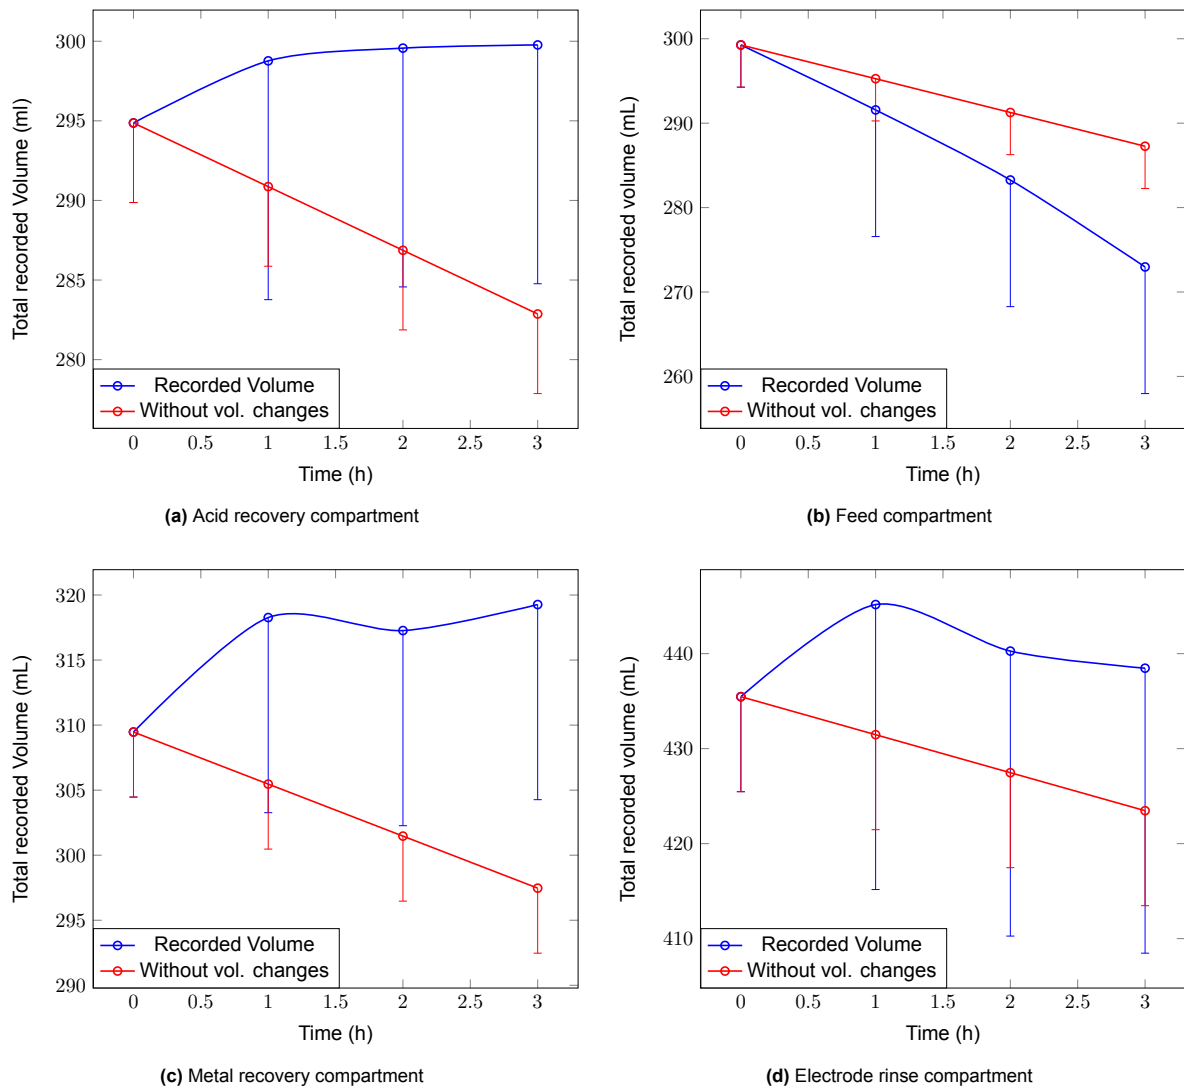 300
295
290
285
280
Total recorded Volume (ml)
Recorded Volume
Without vol. changes
0 0.5 1 1.5 2 2.5 3
Time (h)
(a) Acid recovery compartment
300
290
280
270
260
Total recorded volume (mL)
Recorded Volume
Without vol. changes
0 0.5 1 1.5 2 2.5 3
Time (h)
(b) Feed compartment
320
315
310
305
300
295
290
Total recorded Volume (mL)
Recorded Volume
Without vol. changes
0 0.5 1 1.5 2 2.5 3
Time (h)
(c) Metal recovery compartment
440
430
420
410
Total recorded volume (mL)
Recorded Volume
Without vol. changes
0 0.5 1 1.5 2 2.5 3
Time (h)
(d) Electrode rinse compartment